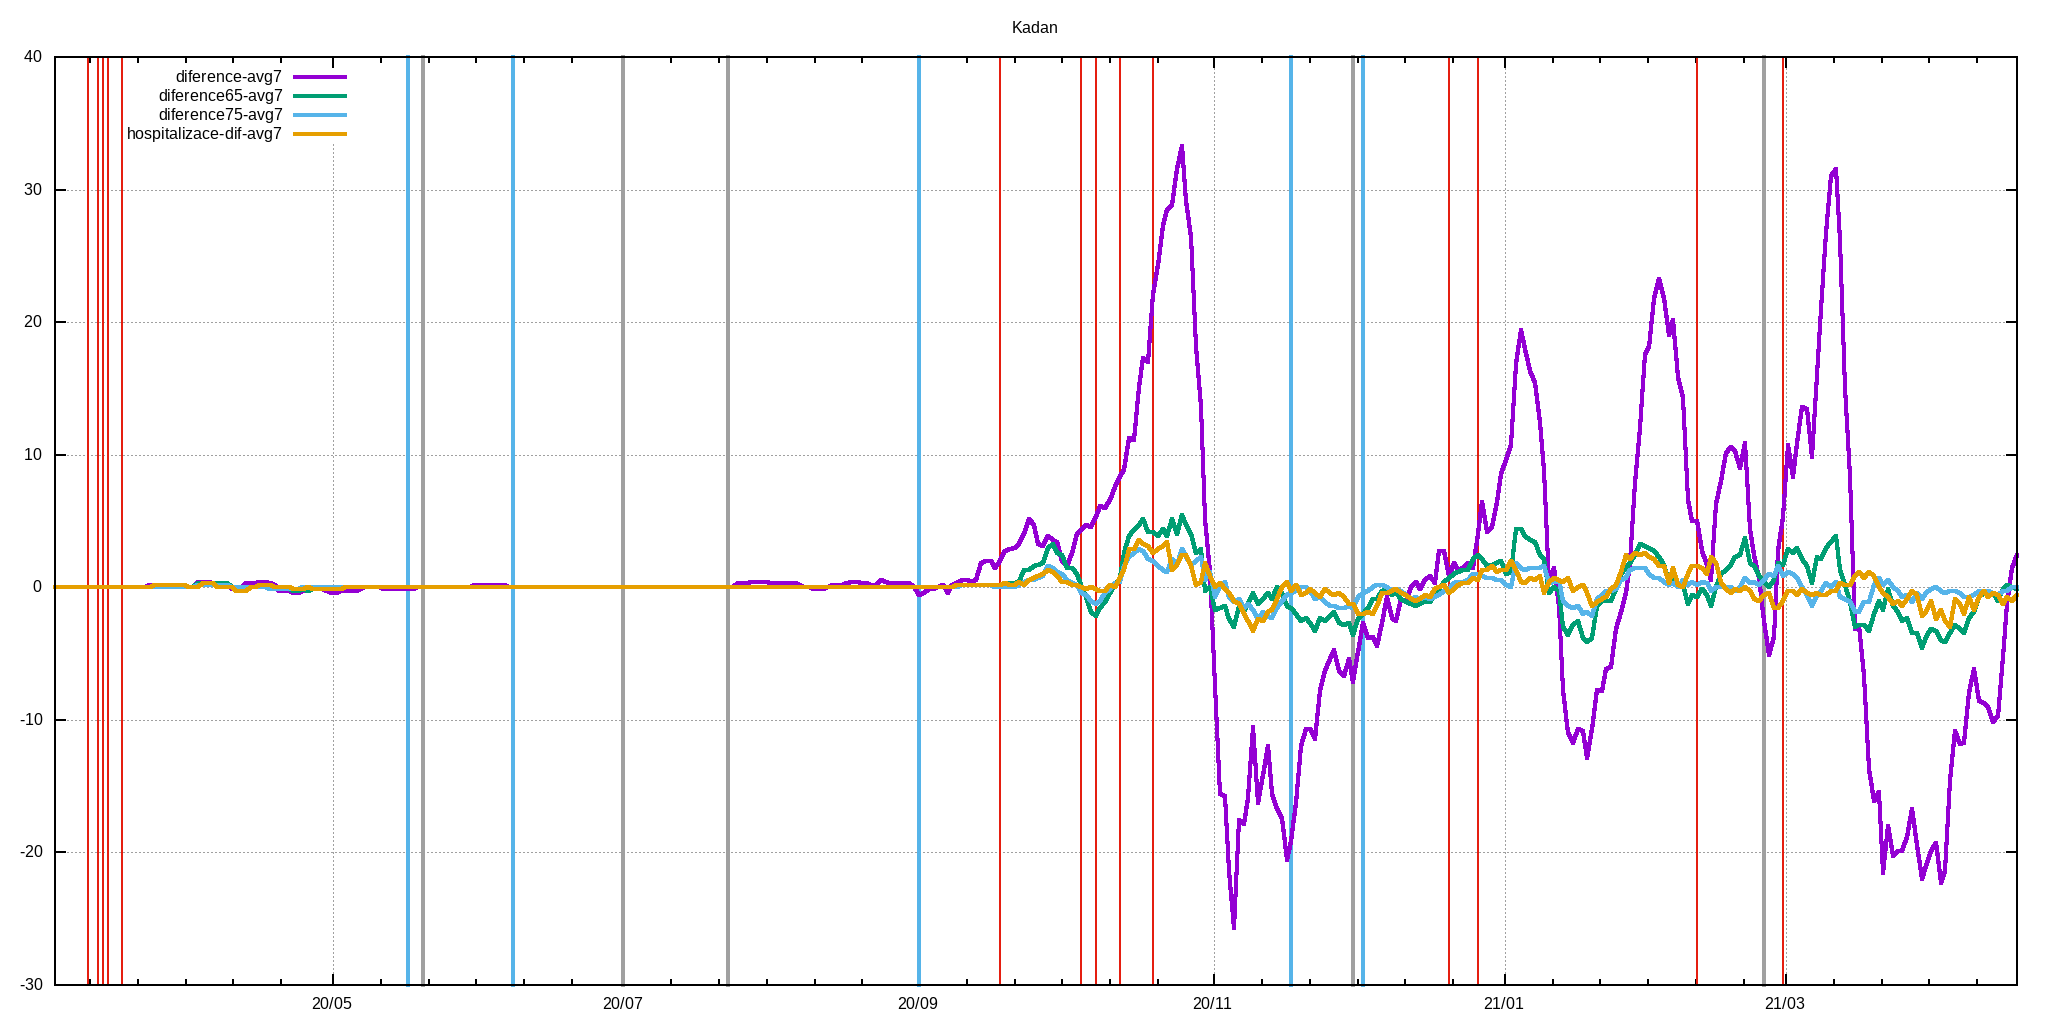 Kadan
40
diference-avg7
diference65-avg7
diference75-avg7
hospitalizace-dif-avg7
30
20
10
0
-10
-20
-30
20/05 20/07 20/09 20/11 21/01 21/03